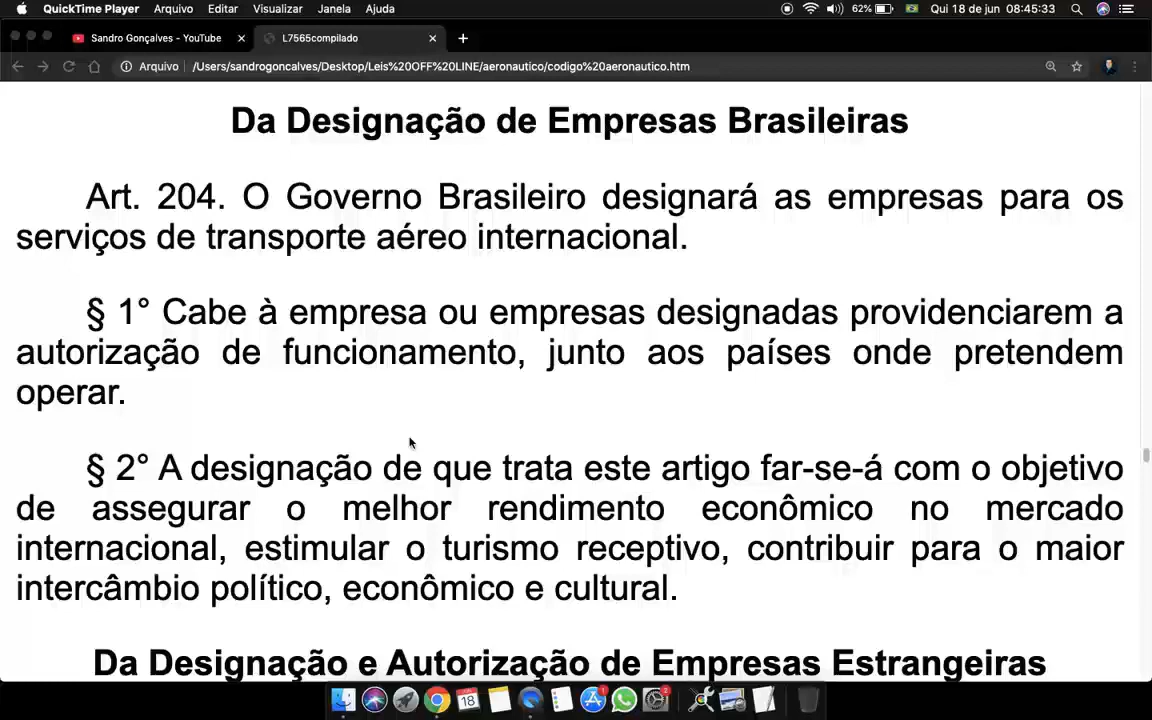 QuickTime Player Arquivo Editar Visualizar Janela Ajuda 62% Qui 18 de jun 08:45:33
Sandro Gonçalves - YouTube L7565compilado
Arquivo /Users/sandrogoncalves/Desktop/Leis%20OFF%20LINE/aeronautico/codigo%20aeronautico.htm
Da Designação de Empresas Brasileiras
Art. 204. O Governo Brasileiro designará as empresas para os
serviços de transporte aéreo internacional.
§ 1° Cabe à empresa ou empresas designadas providenciarem a
autorização de funcionamento, junto aos países onde pretendem
operar.
§ 2° A designação de que trata este artigo far-se-á com o objetivo
de assegurar o melhor rendimento econômico no mercado
internacional, estimular o turismo receptivo, contribuir para o maior
intercâmbio político, econômico e cultural.
Da Designação e Autorização de Empresas Estrangeiras
18